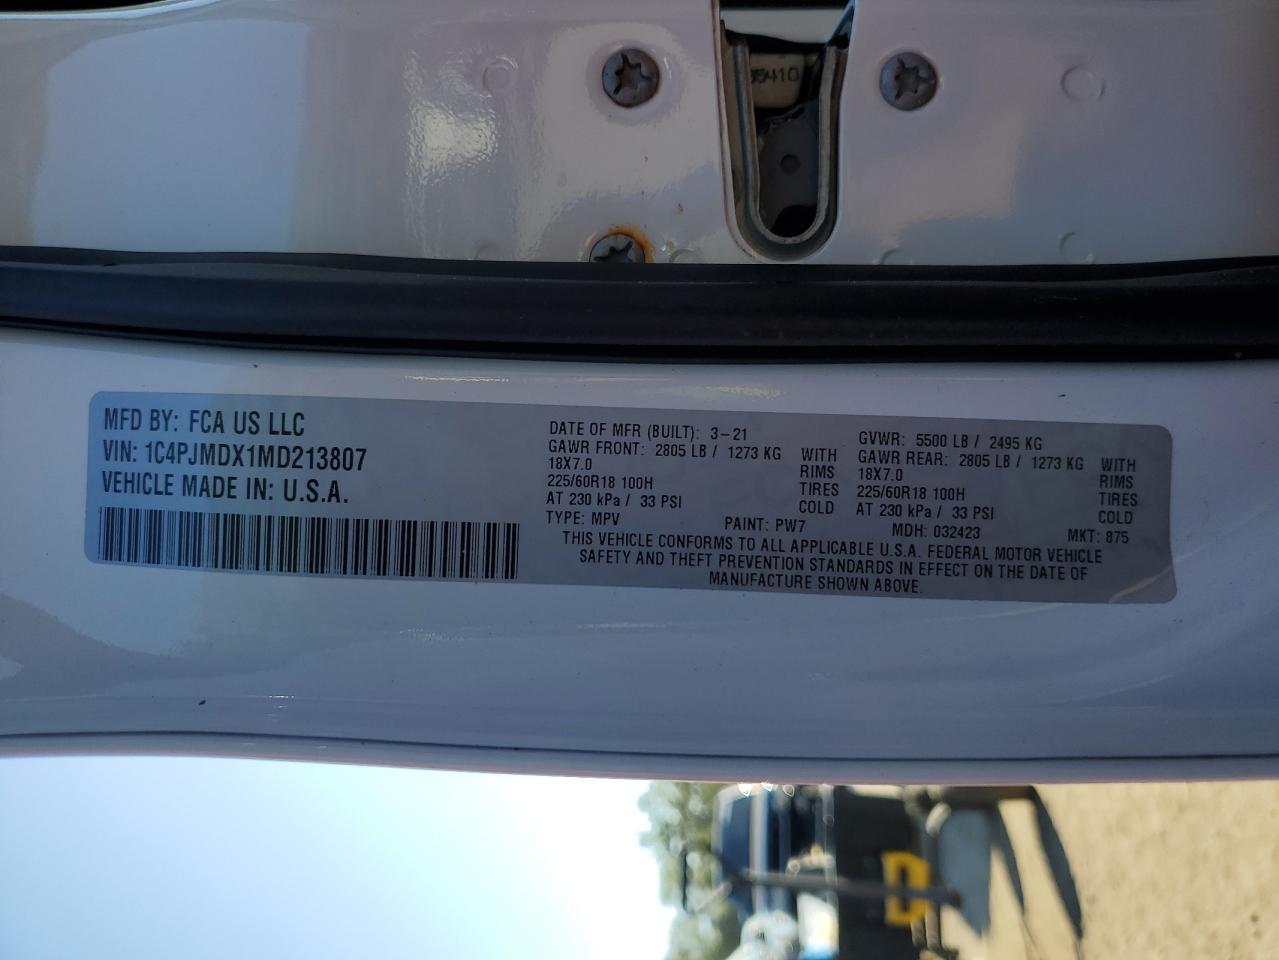 410
MFD BY: FCA US LLC
VIN: 1C4PJMDX1MD213807
VEHICLE MADE IN: U.S.A.
DATE OF MFR (BUILT): 3-21
GAWR FRONT: 2805 LB / 1273 KG WITH
18X7.0 RIMS
225/60R18 100H TIRES
AT 230 kPa / 33 PSI COLD
GVWR: 5500 LB / 2495 KG
GAWR REAR: 2805 LB / 1273 KG WITH
18X7.0 RIMS
225/60R18 100H TIRES
AT 230 kPa / 33 PSI COLD
TYPE: MPV PAINT: PW7 MDH: 032423 MKT: 875
THIS VEHICLE CONFORMS TO ALL APPLICABLE U.S.A. FEDERAL MOTOR VEHICLE
SAFETY AND THEFT PREVENTION STANDARDS IN EFFECT ON THE DATE OF
MANUFACTURE SHOWN ABOVE.